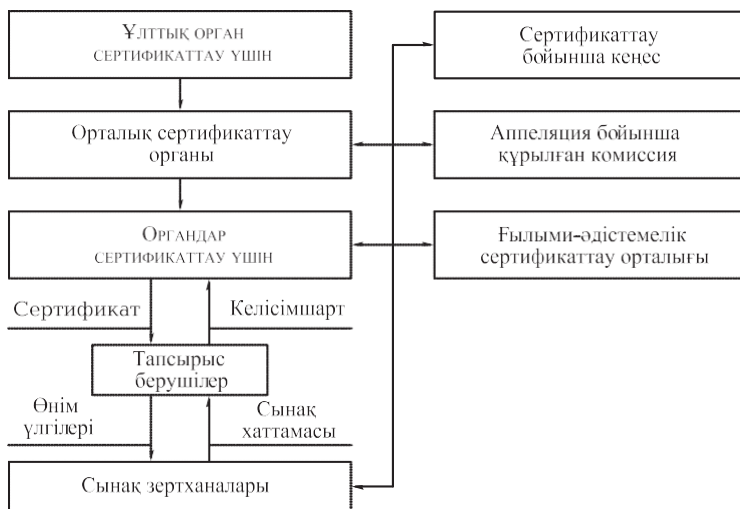 Ұлттық орган
сертификаттау үшін
Сертификаттау
бойынша кеңес
Орталық сертификаттау
органы
Аппеляция бойынша
құрылған комиссия
Органдар
сертификаттау үшін
Ғылыми-әдістемелік
сертификаттау орталығы
Сертификат
Келісімшарт
Тапсырыс
берушілер
Өнім
үлгілері
Сынақ
хаттамасы
Сынақ зертханалары